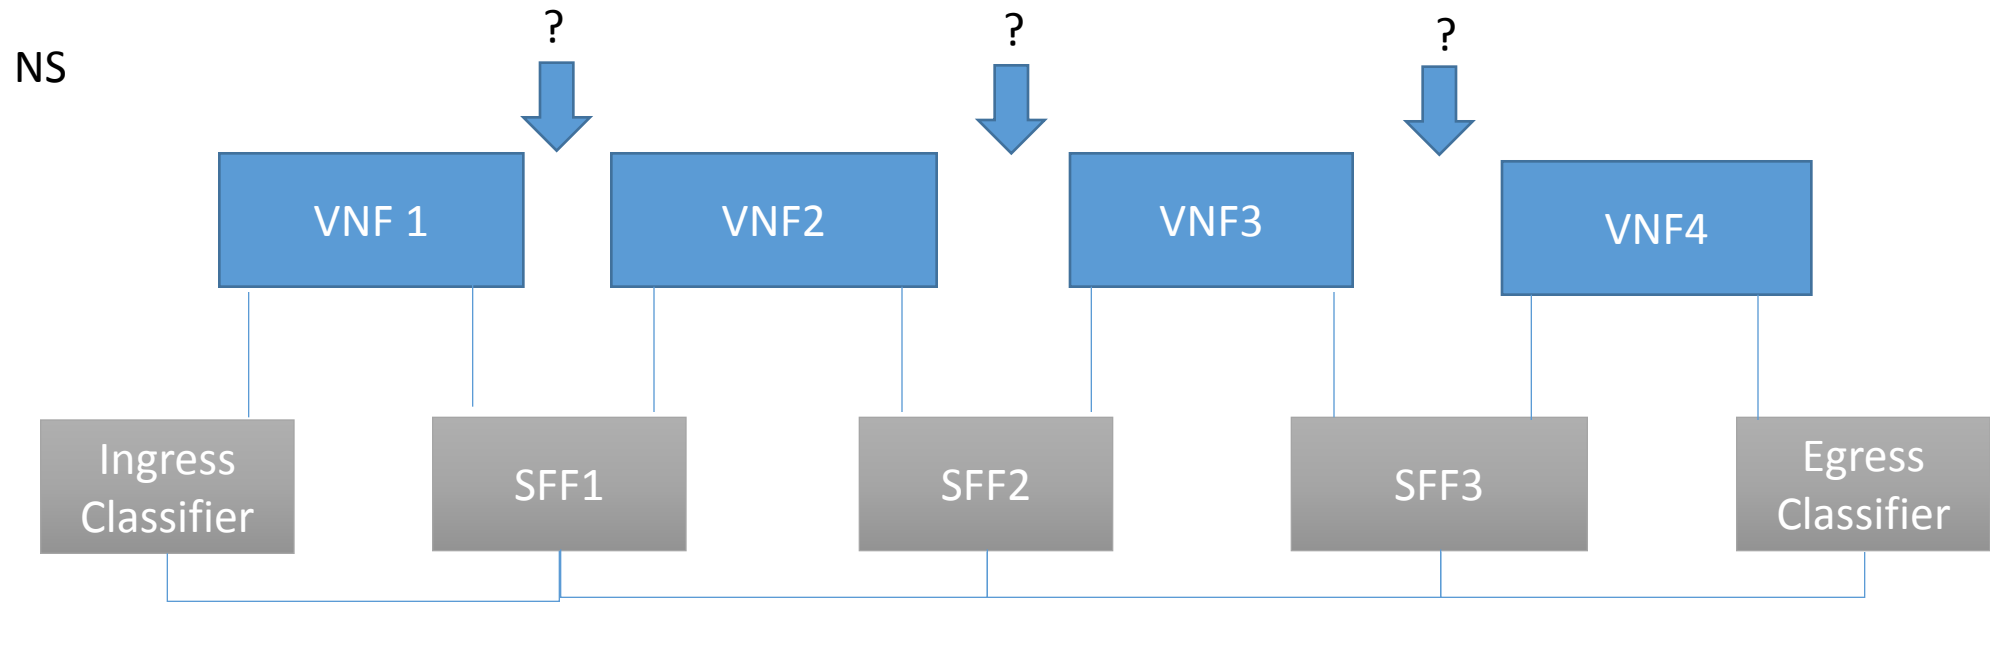 ?
?
?
NS
VNF 1
VNF2
VNF3
VNF4
Ingress
Classifier
SFF1
SFF2
SFF3
Egress
Classifier